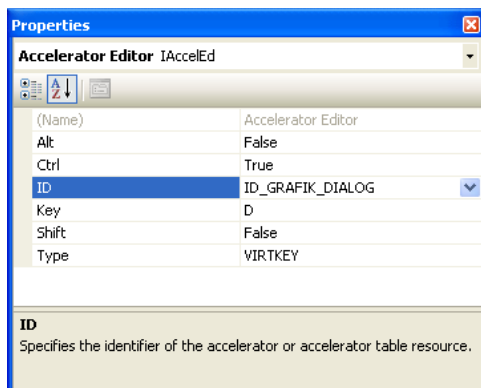 Properties
Accelerator Editor IAccelEd
(Name) Accelerator Editor
Alt False
Ctrl True
ID ID_GRAFIK_DIALOG
Key D
Shift False
Type VIRTKEY
ID
Specifies the identifier of the accelerator or accelerator table resource.